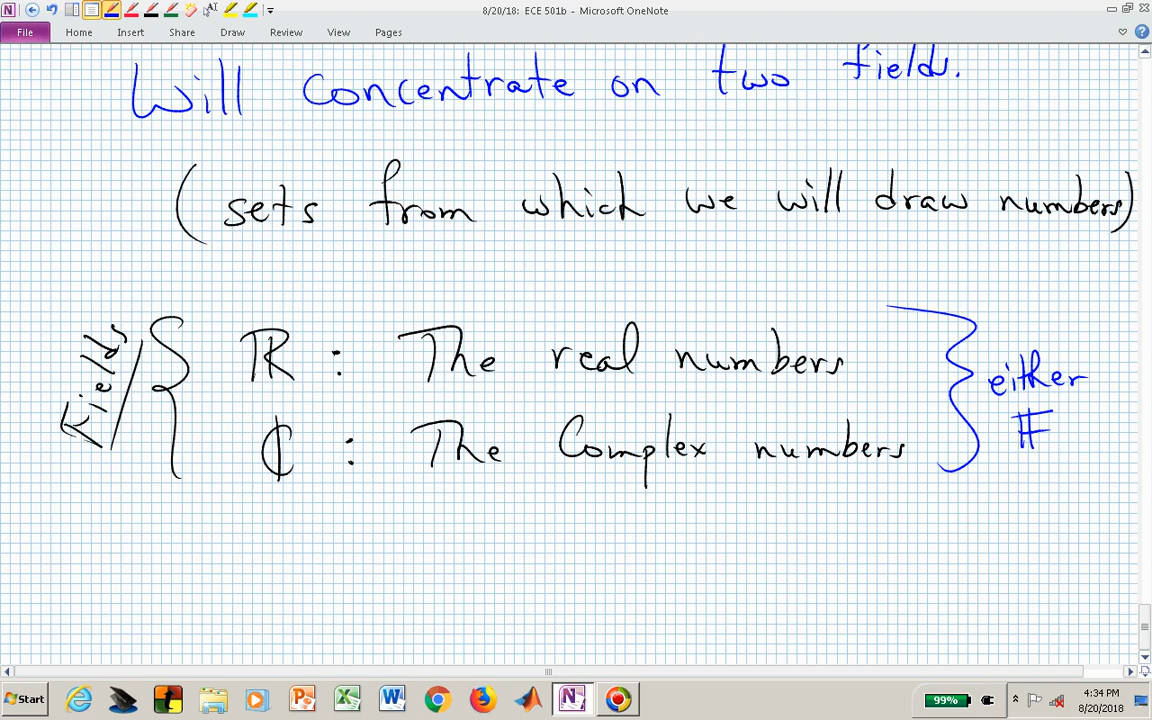 8/20/18: ECE 501b - Microsoft OneNote
File Home Insert Share Draw Review View Pages
Will concentrate on two fields.
(sets from which we will draw numbers)
Fields { ℝ : The real numbers } either 𝔽
ℂ : The Complex numbers
Start
99%
4:34 PM
8/20/2018